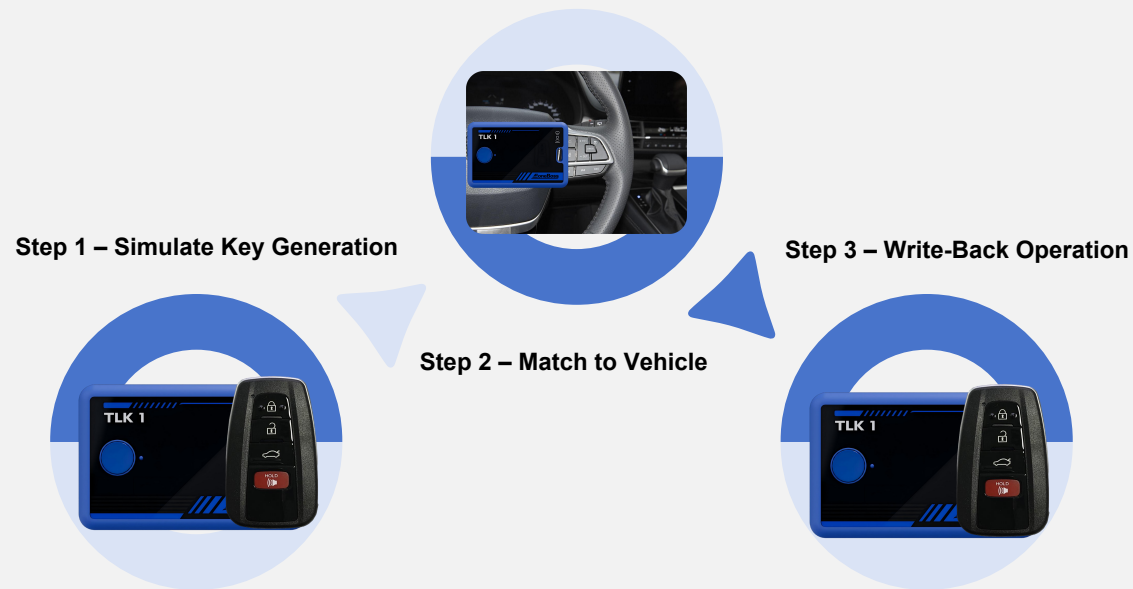 TLK 1
Step 1 – Simulate Key Generation
Step 3 – Write-Back Operation
Step 2 – Match to Vehicle
TLK 1
HOLD
TLK 1
HOLD